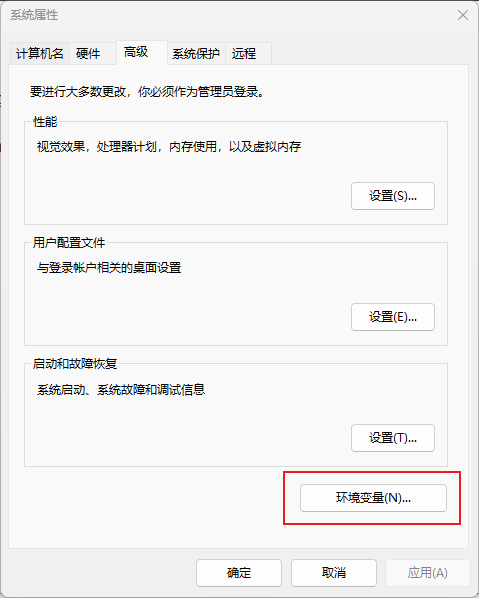 系统属性
计算机名 硬件 高级 系统保护 远程
要进行大多数更改，你必须作为管理员登录。
性能
视觉效果，处理器计划，内存使用，以及虚拟内存
设置(S)...
用户配置文件
与登录帐户相关的桌面设置
设置(E)...
启动和故障恢复
系统启动、系统故障和调试信息
设置(T)...
环境变量(N)...
确定 取消 应用(A)